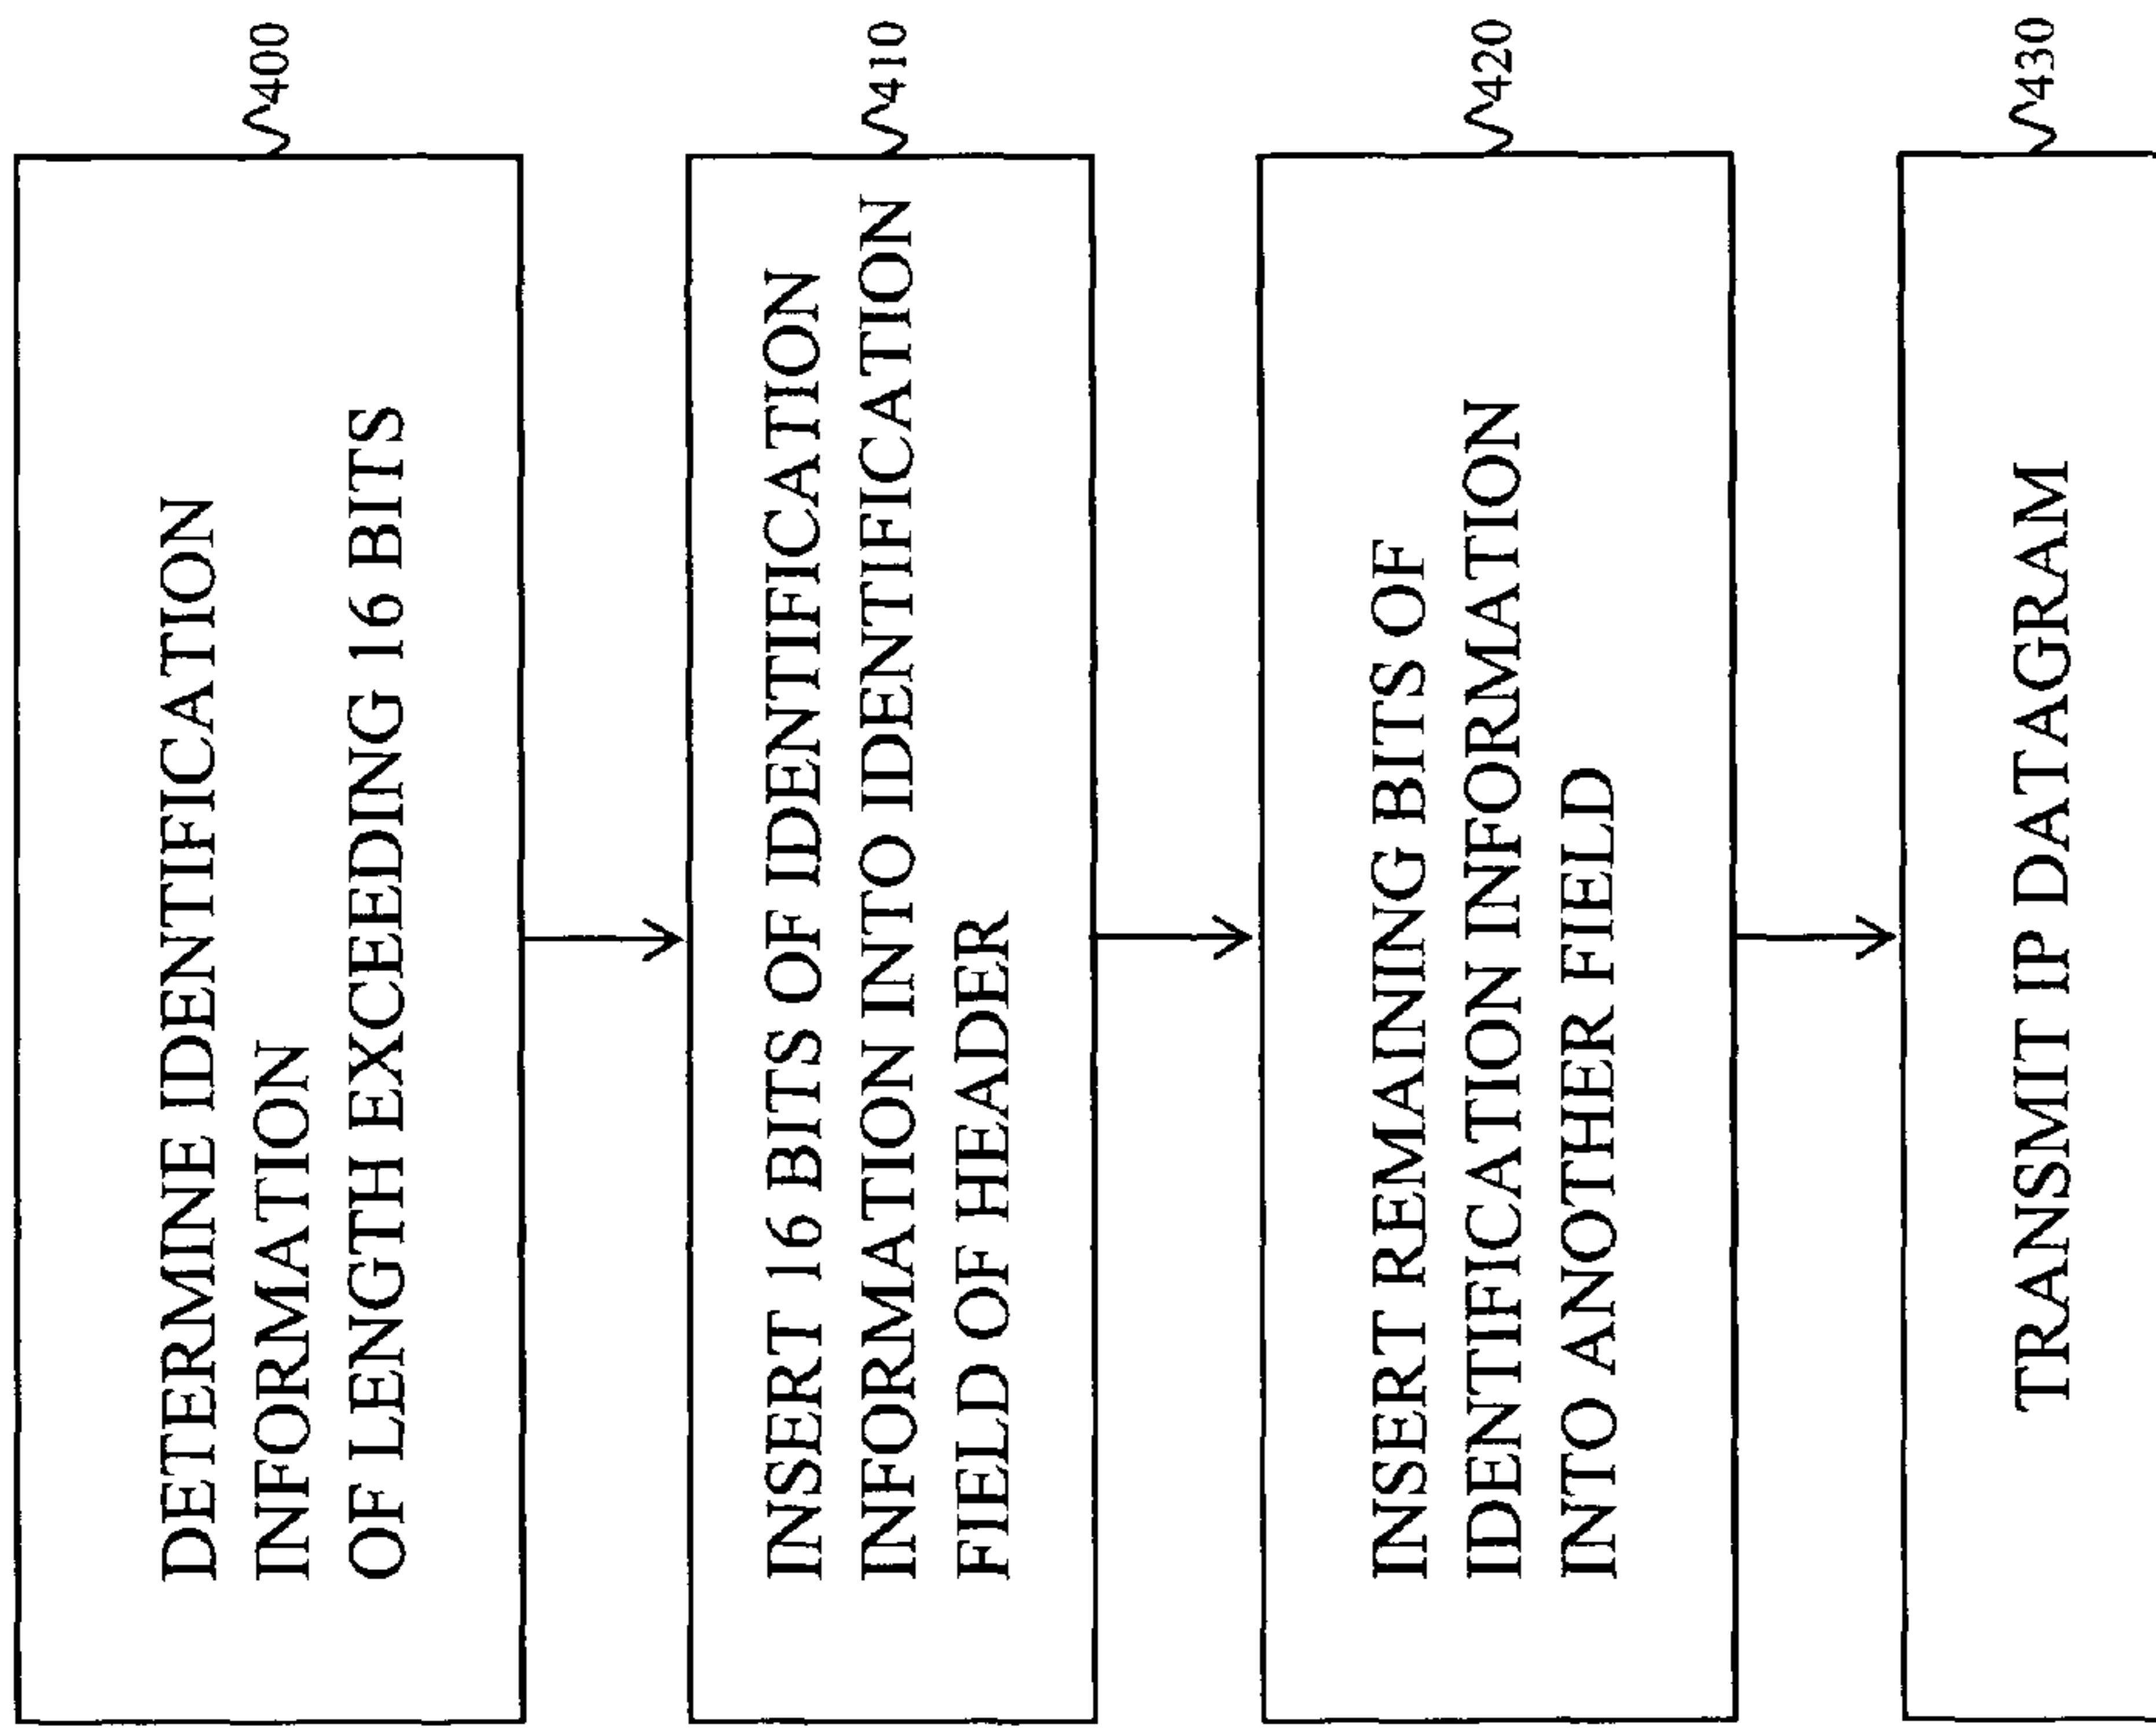 DETERMINE IDENTIFICATION
INFORMATION
OF LENGTH EXCEEDING 16 BITS
400
INSERT 16 BITS OF IDENTIFICATION
INFORMATION INTO IDENTIFICATION
FIELD OF HEADER
410
INSERT REMAINING BITS OF
IDENTIFICATION INFORMATION
INTO ANOTHER FIELD
420
TRANSMIT IP DATAGRAM
430